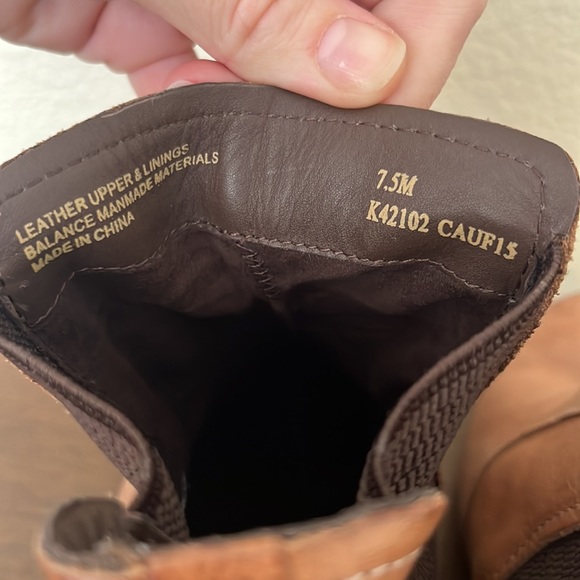 LEATHER UPPER & LININGS
BALANCE MANMADE MATERIALS
MADE IN CHINA
7.5M
K42102 CAUF15